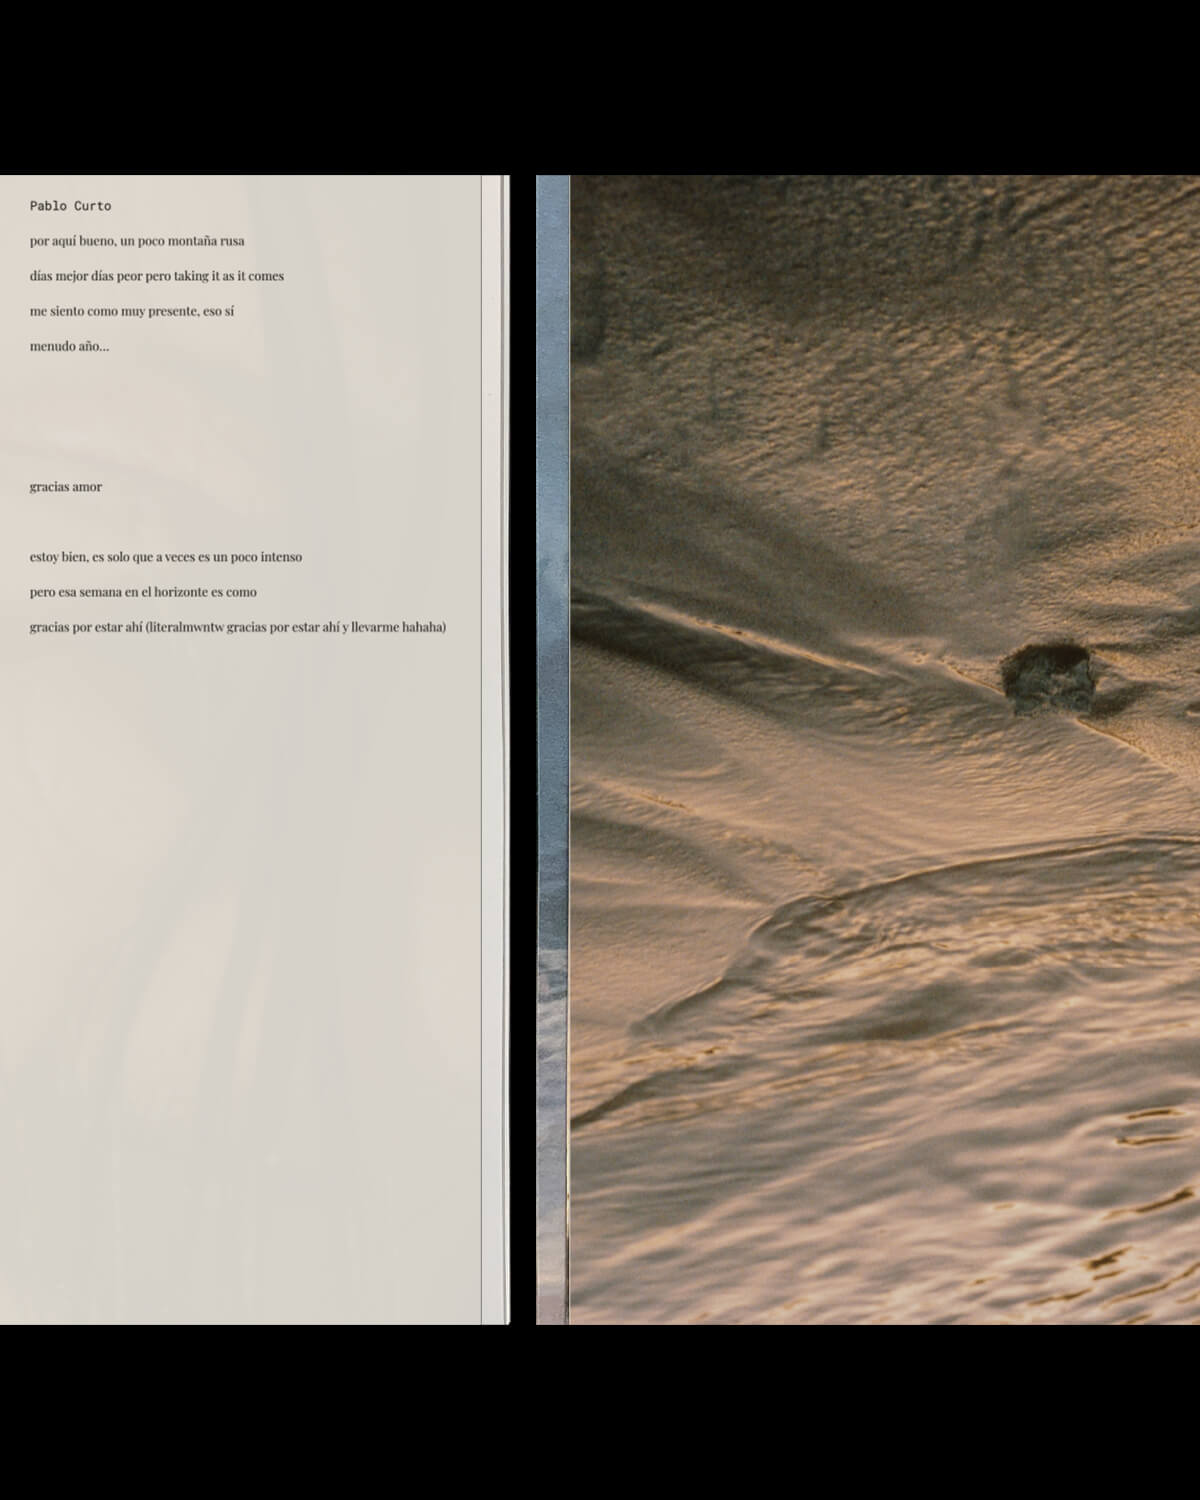 Pablo Curto
por aquí bueno, un poco montaña rusa
días mejor días peor pero taking it as it comes
me siento como muy presente, eso sí
menudo año...
gracias amor
estoy bien, es solo que a veces es un poco intenso
pero esa semana en el horizonte es como
gracias por estar ahí (literalmwntw gracias por estar ahí y llevarme hahaha)